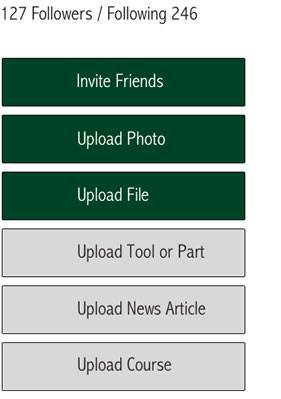 127 Followers / Following 246
Invite Friends
Upload Photo
Upload File
Upload Tool or Part
Upload News Article
Upload Course